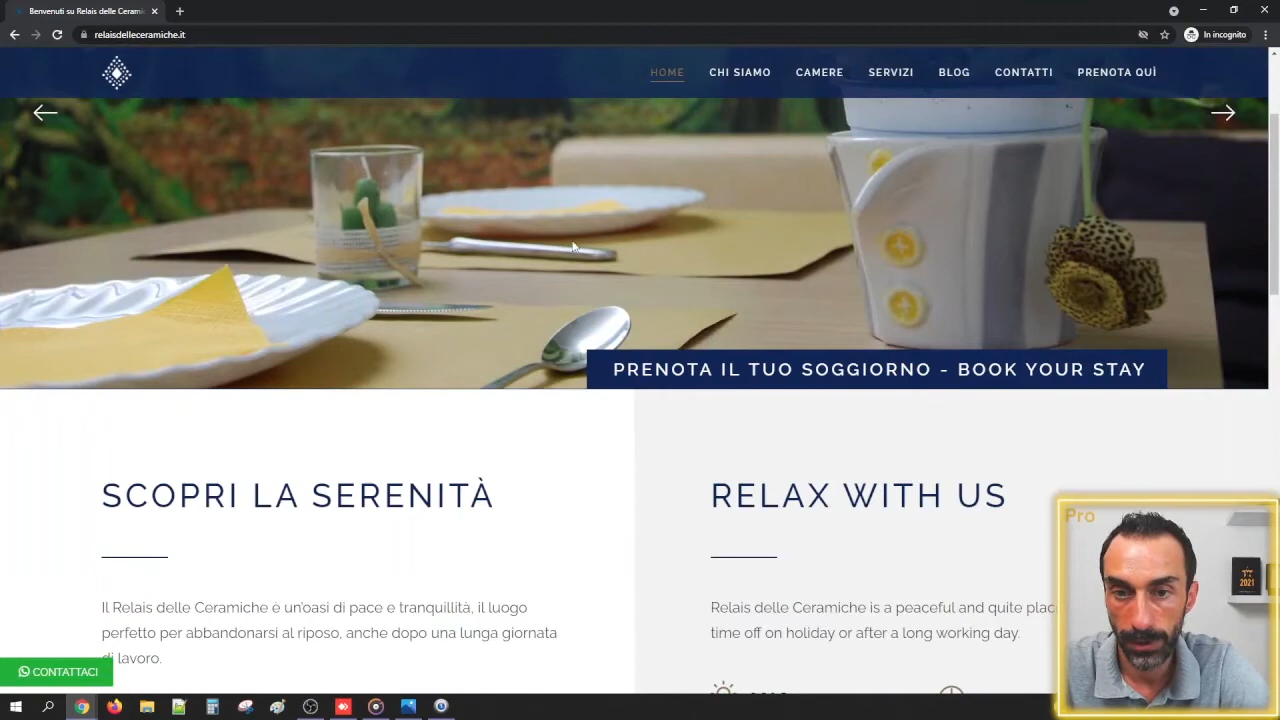 Benvenuti su Relais delle Cerami
relaisdelleceramiche.it
In incognito
HOME
CHI SIAMO
CAMERE
SERVIZI
BLOG
CONTATTI
PRENOTA QUÌ
PRENOTA IL TUO SOGGIORNO - BOOK YOUR STAY
SCOPRI LA SERENITÀ
Il Relais delle Ceramiche è un'oasi di pace e tranquillità, il luogo
perfetto per abbandonarsi al riposo, anche dopo una lunga giornata
di lavoro.
RELAX WITH US
Relais delle Ceramiche is a peaceful and quite plac
time off on holiday or after a long working day.
CONTATTACI
Pro
2021